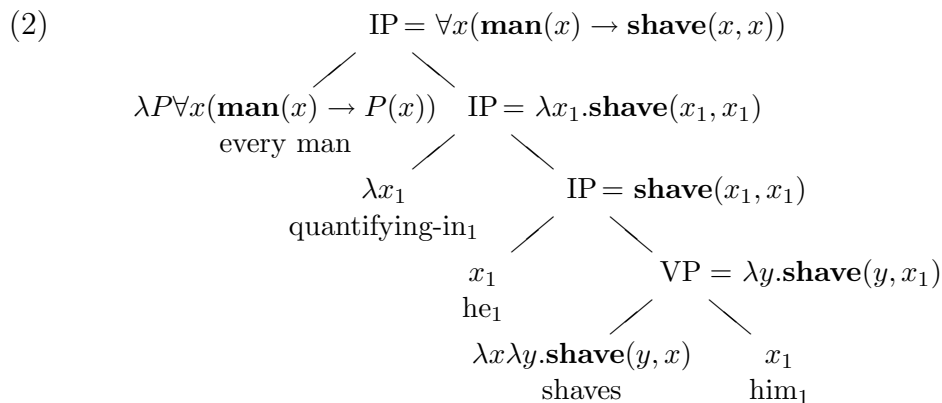 (2) IP = ∀x(man(x) → shave(x, x))
λP∀x(man(x) → P(x)) IP = λx₁.shave(x₁, x₁)
every man
λx₁ IP = shave(x₁, x₁)
quantifying-in₁
x₁ VP = λy.shave(y, x₁)
he₁
λxλy.shave(y, x) x₁
shaves him₁